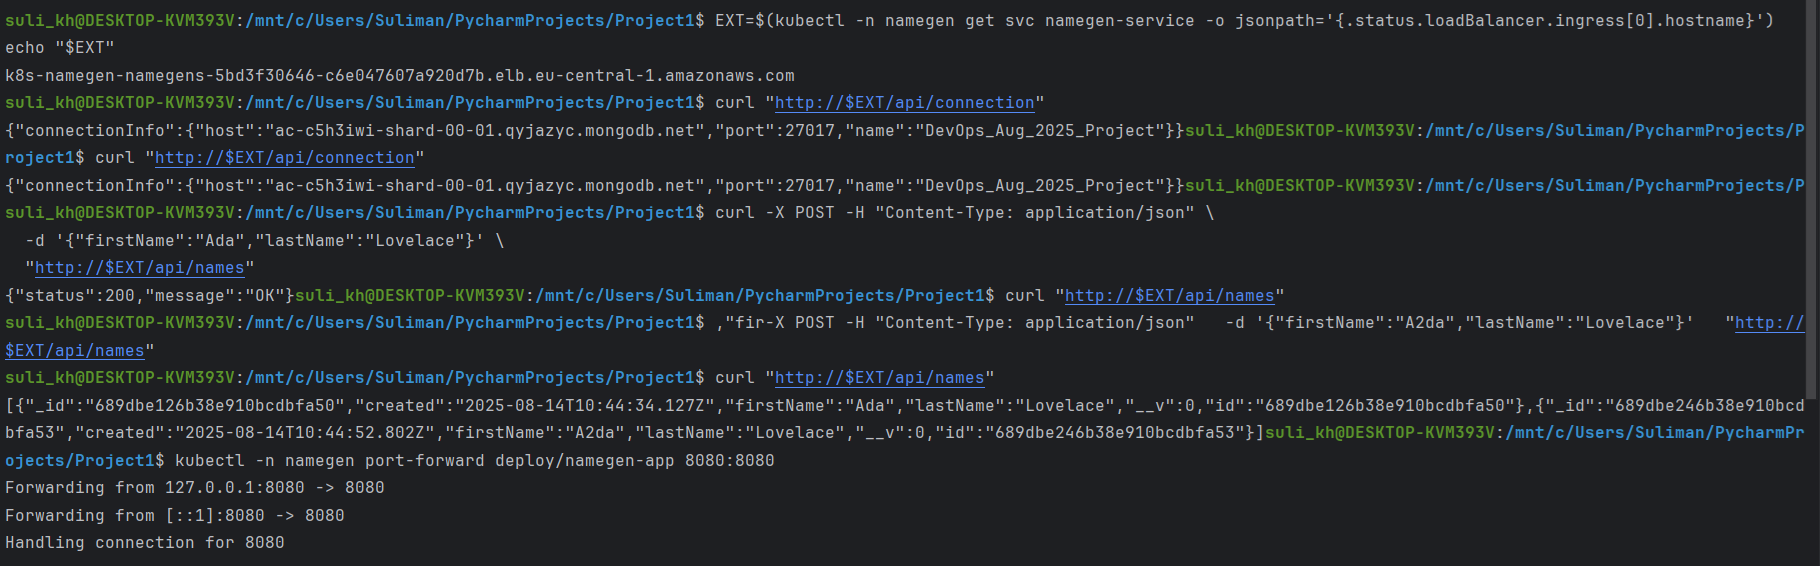 suli_kh@DESKTOP-KVM393V:/mnt/c/Users/Suliman/PycharmProjects/Project1$ EXT=$(kubectl -n namegen get svc namegen-service -o jsonpath='{.status.loadBalancer.ingress[0].hostname}')
echo "$EXT"
k8s-namegen-namegens-5bd3f30646-c6e047607a920d7b.elb.eu-central-1.amazonaws.com
suli_kh@DESKTOP-KVM393V:/mnt/c/Users/Suliman/PycharmProjects/Project1$ curl "http://$EXT/api/connection"
{"connectionInfo":{"host":"ac-c5h3iwi-shard-00-01.qyjazyc.mongodb.net","port":27017,"name":"DevOps_Aug_2025_Project"}}suli_kh@DESKTOP-KVM393V:/mnt/c/Users/Suliman/PycharmProjects/P
roject1$ curl "http://$EXT/api/connection"
{"connectionInfo":{"host":"ac-c5h3iwi-shard-00-01.qyjazyc.mongodb.net","port":27017,"name":"DevOps_Aug_2025_Project"}}suli_kh@DESKTOP-KVM393V:/mnt/c/Users/Suliman/PycharmProjects/P
suli_kh@DESKTOP-KVM393V:/mnt/c/Users/Suliman/PycharmProjects/Project1$ curl -X POST -H "Content-Type: application/json" \
  -d '{"firstName":"Ada","lastName":"Lovelace"}' \
  "http://$EXT/api/names"
{"status":200,"message":"OK"}suli_kh@DESKTOP-KVM393V:/mnt/c/Users/Suliman/PycharmProjects/Project1$ curl "http://$EXT/api/names"
suli_kh@DESKTOP-KVM393V:/mnt/c/Users/Suliman/PycharmProjects/Project1$ ,"fir-X POST -H "Content-Type: application/json"   -d '{"firstName":"A2da","lastName":"Lovelace"}'   "http://
$EXT/api/names"
suli_kh@DESKTOP-KVM393V:/mnt/c/Users/Suliman/PycharmProjects/Project1$ curl "http://$EXT/api/names"
[{"_id":"689dbe126b38e910bcdbfa50","created":"2025-08-14T10:44:34.127Z","firstName":"Ada","lastName":"Lovelace","__v":0,"id":"689dbe126b38e910bcdbfa50"},{"_id":"689dbe246b38e910bcd
bfa53","created":"2025-08-14T10:44:52.802Z","firstName":"A2da","lastName":"Lovelace","__v":0,"id":"689dbe246b38e910bcdbfa53"}]suli_kh@DESKTOP-KVM393V:/mnt/c/Users/Suliman/PycharmPr
ojects/Project1$ kubectl -n namegen port-forward deploy/namegen-app 8080:8080
Forwarding from 127.0.0.1:8080 -> 8080
Forwarding from [::1]:8080 -> 8080
Handling connection for 8080